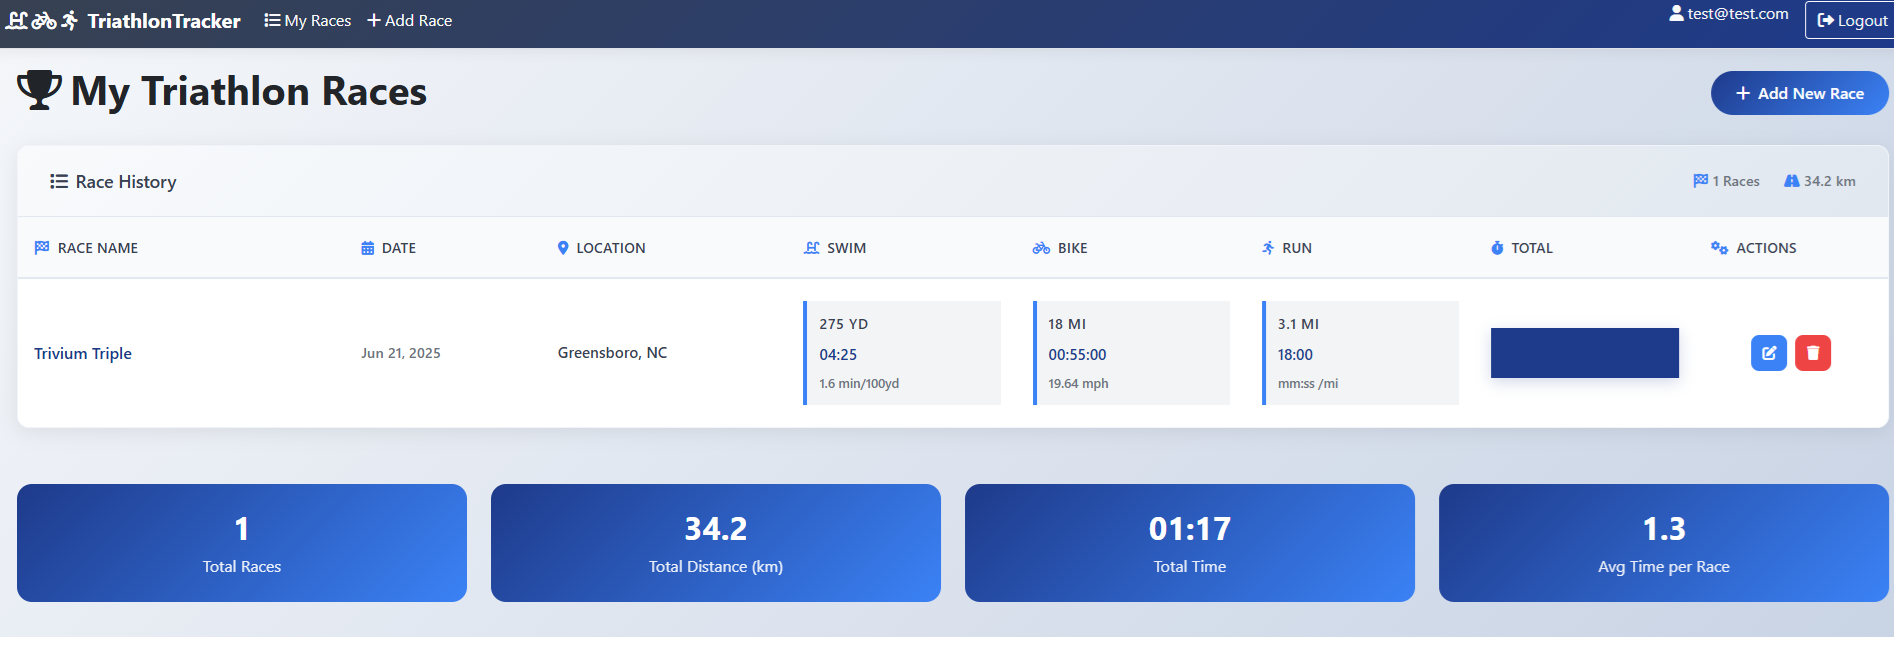 TriathlonTracker My Races Add Race test@test.com Logout
My Triathlon Races Add New Race
Race History 1 Races 34.2 km
RACE NAME DATE LOCATION SWIM BIKE RUN TOTAL ACTIONS
Trivium Triple Jun 21, 2025 Greensboro, NC
275 YD
04:25
1.6 min/100yd
18 MI
00:55:00
19.64 mph
3.1 MI
18:00
mm:ss /mi
1
Total Races
34.2
Total Distance (km)
01:17
Total Time
1.3
Avg Time per Race